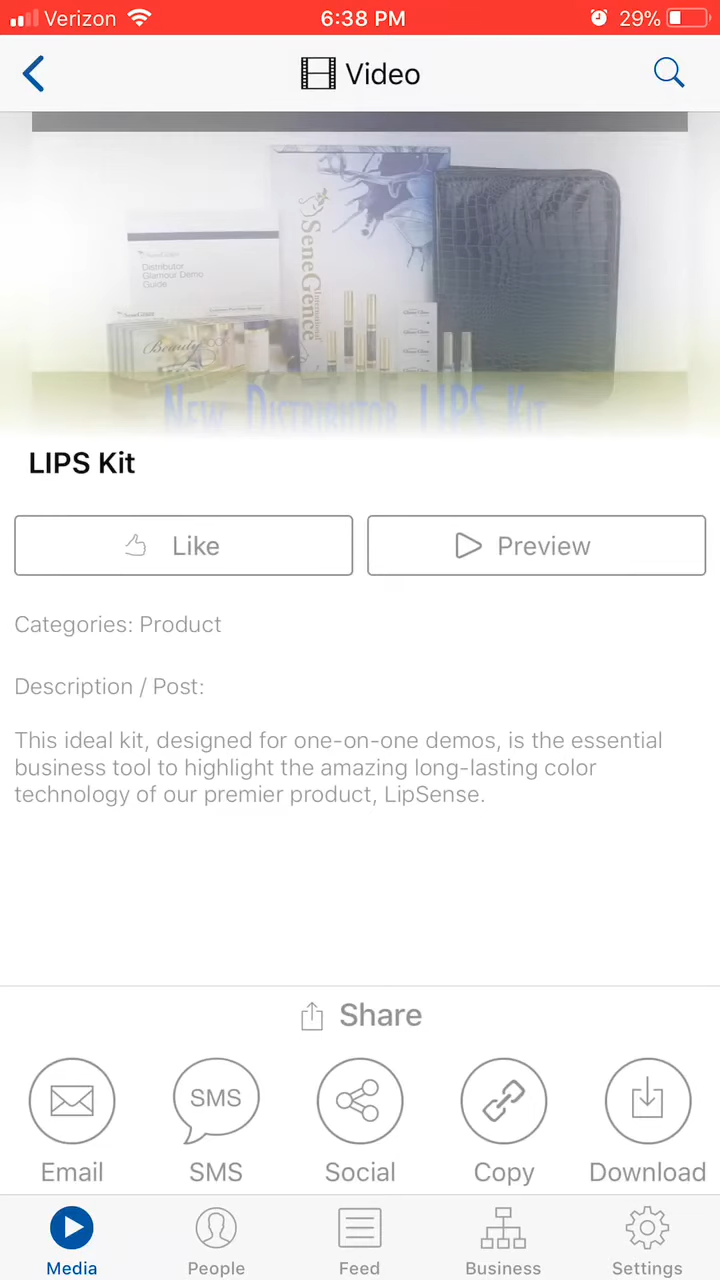 Verizon 6:38 PM 29%
Video
SeneGence
International
SeneGence
Distributor
Glamour Demo
Guide
SeneGence
Beauty Book
New Distributor LIPS Kit
LIPS Kit
Like Preview
Categories: Product
Description / Post:
This ideal kit, designed for one-on-one demos, is the essential
business tool to highlight the amazing long-lasting color
technology of our premier product, LipSense.
Share
SMS
Email SMS Social Copy Download
Media People Feed Business Settings